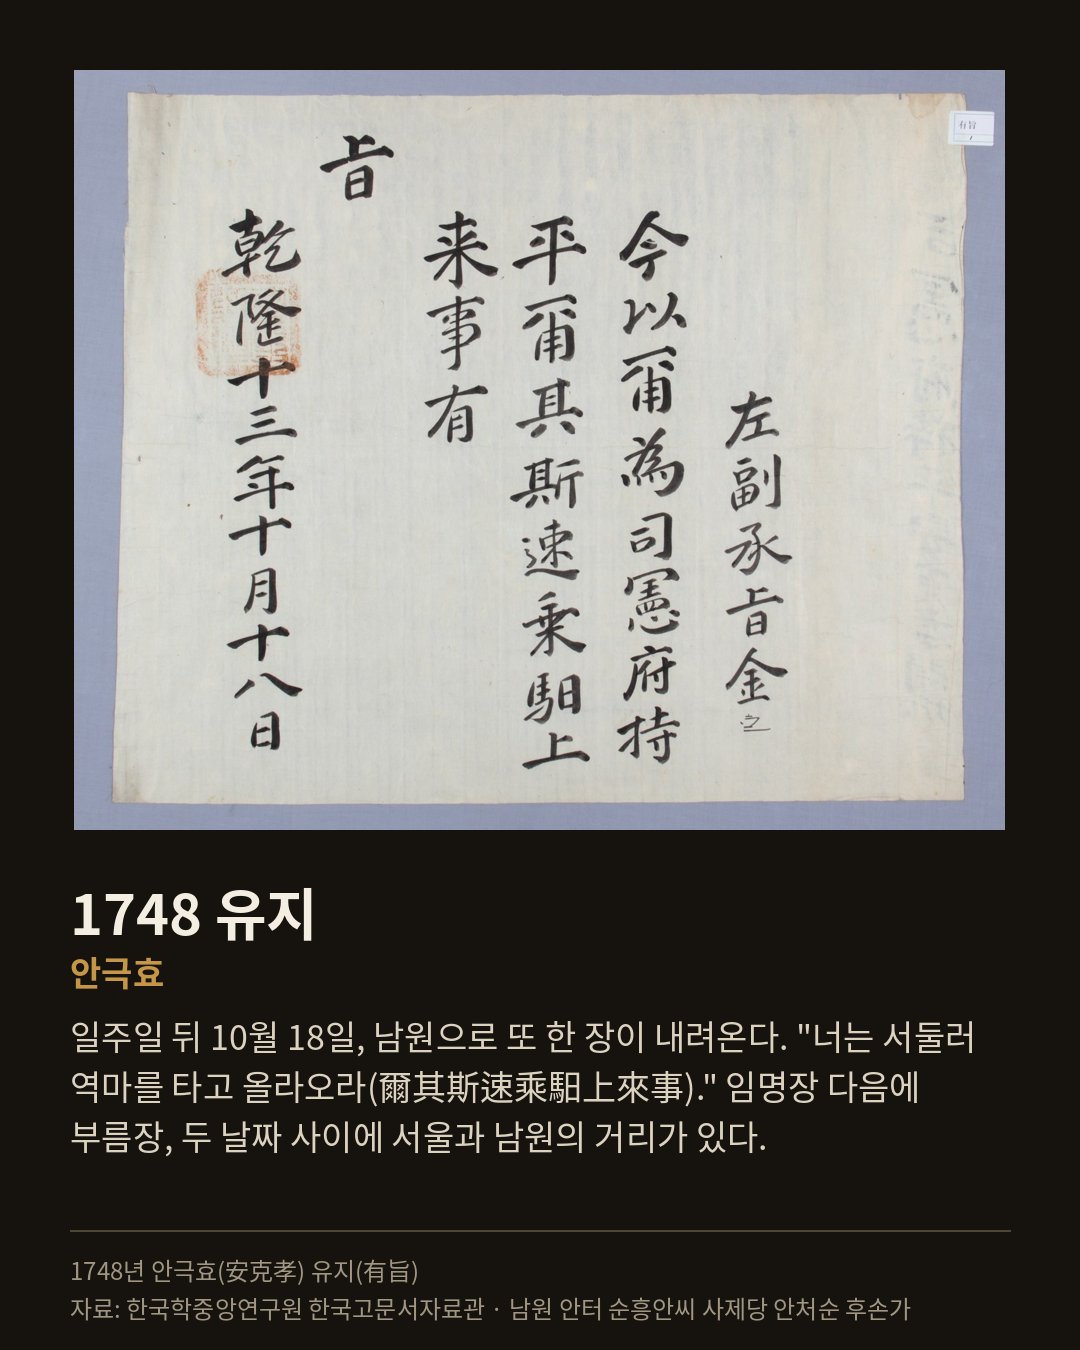 左副承旨金
今以爾為司憲府持
平爾其斯速乗馹上
来事有
旨
乾隆十三年十月十八日
有旨
1748 유지
안극효
일주일 뒤 10월 18일, 남원으로 또 한 장이 내려온다. "너는 서둘러
역마를 타고 올라오라(爾其斯速乘馹上來事)." 임명장 다음에
부름장, 두 날짜 사이에 서울과 남원의 거리가 있다.
1748년 안극효(安克孝) 유지(有旨)
자료: 한국학중앙연구원 한국고문서자료관 · 남원 안터 순흥안씨 사제당 안처순 후손가